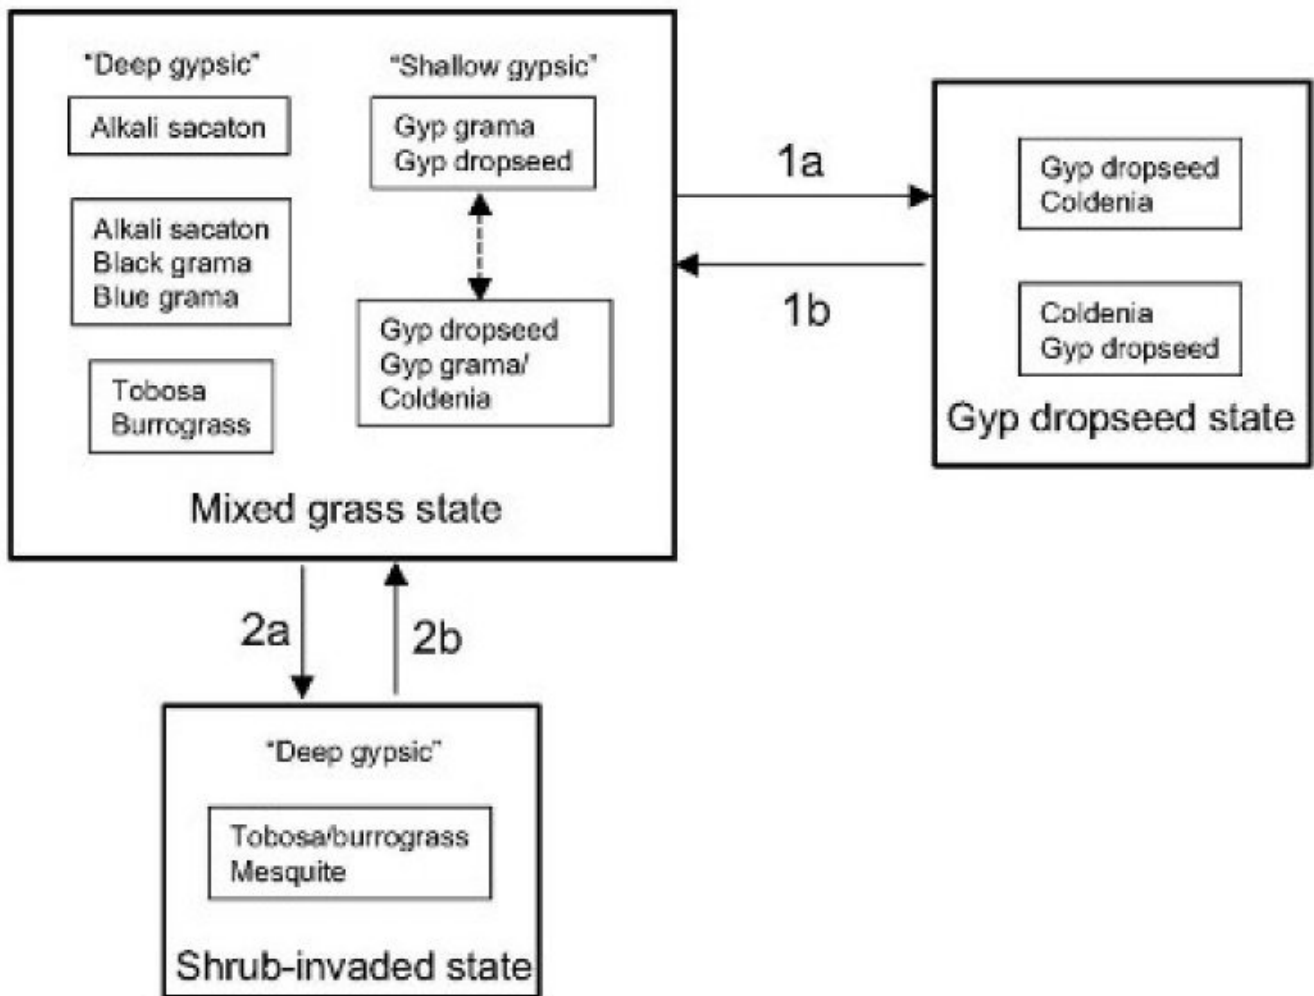 "Deep gypsic"
Alkali sacaton
Alkali sacaton
Black grama
Blue grama
Tobosa
Burrograss
"Shallow gypsic"
Gyp grama
Gyp dropseed
Gyp dropseed
Gyp grama/
Coldenia
Mixed grass state
1a
1b
Gyp dropseed
Coldenia
Coldenia
Gyp dropseed
Gyp dropseed state
2a
2b
"Deep gypsic"
Tobosa/burrograss
Mesquite
Shrub-invaded state